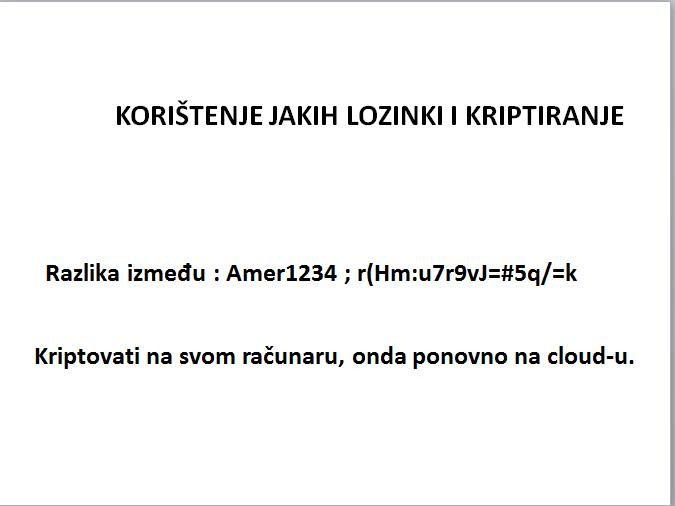 KORIŠTENJE JAKIH LOZINKI I KRIPTIRANJE
Razlika između : Amer1234 ; r(Hm:u7r9vJ=#5q/=k
Kriptovati na svom računaru, onda ponovno na cloud-u.